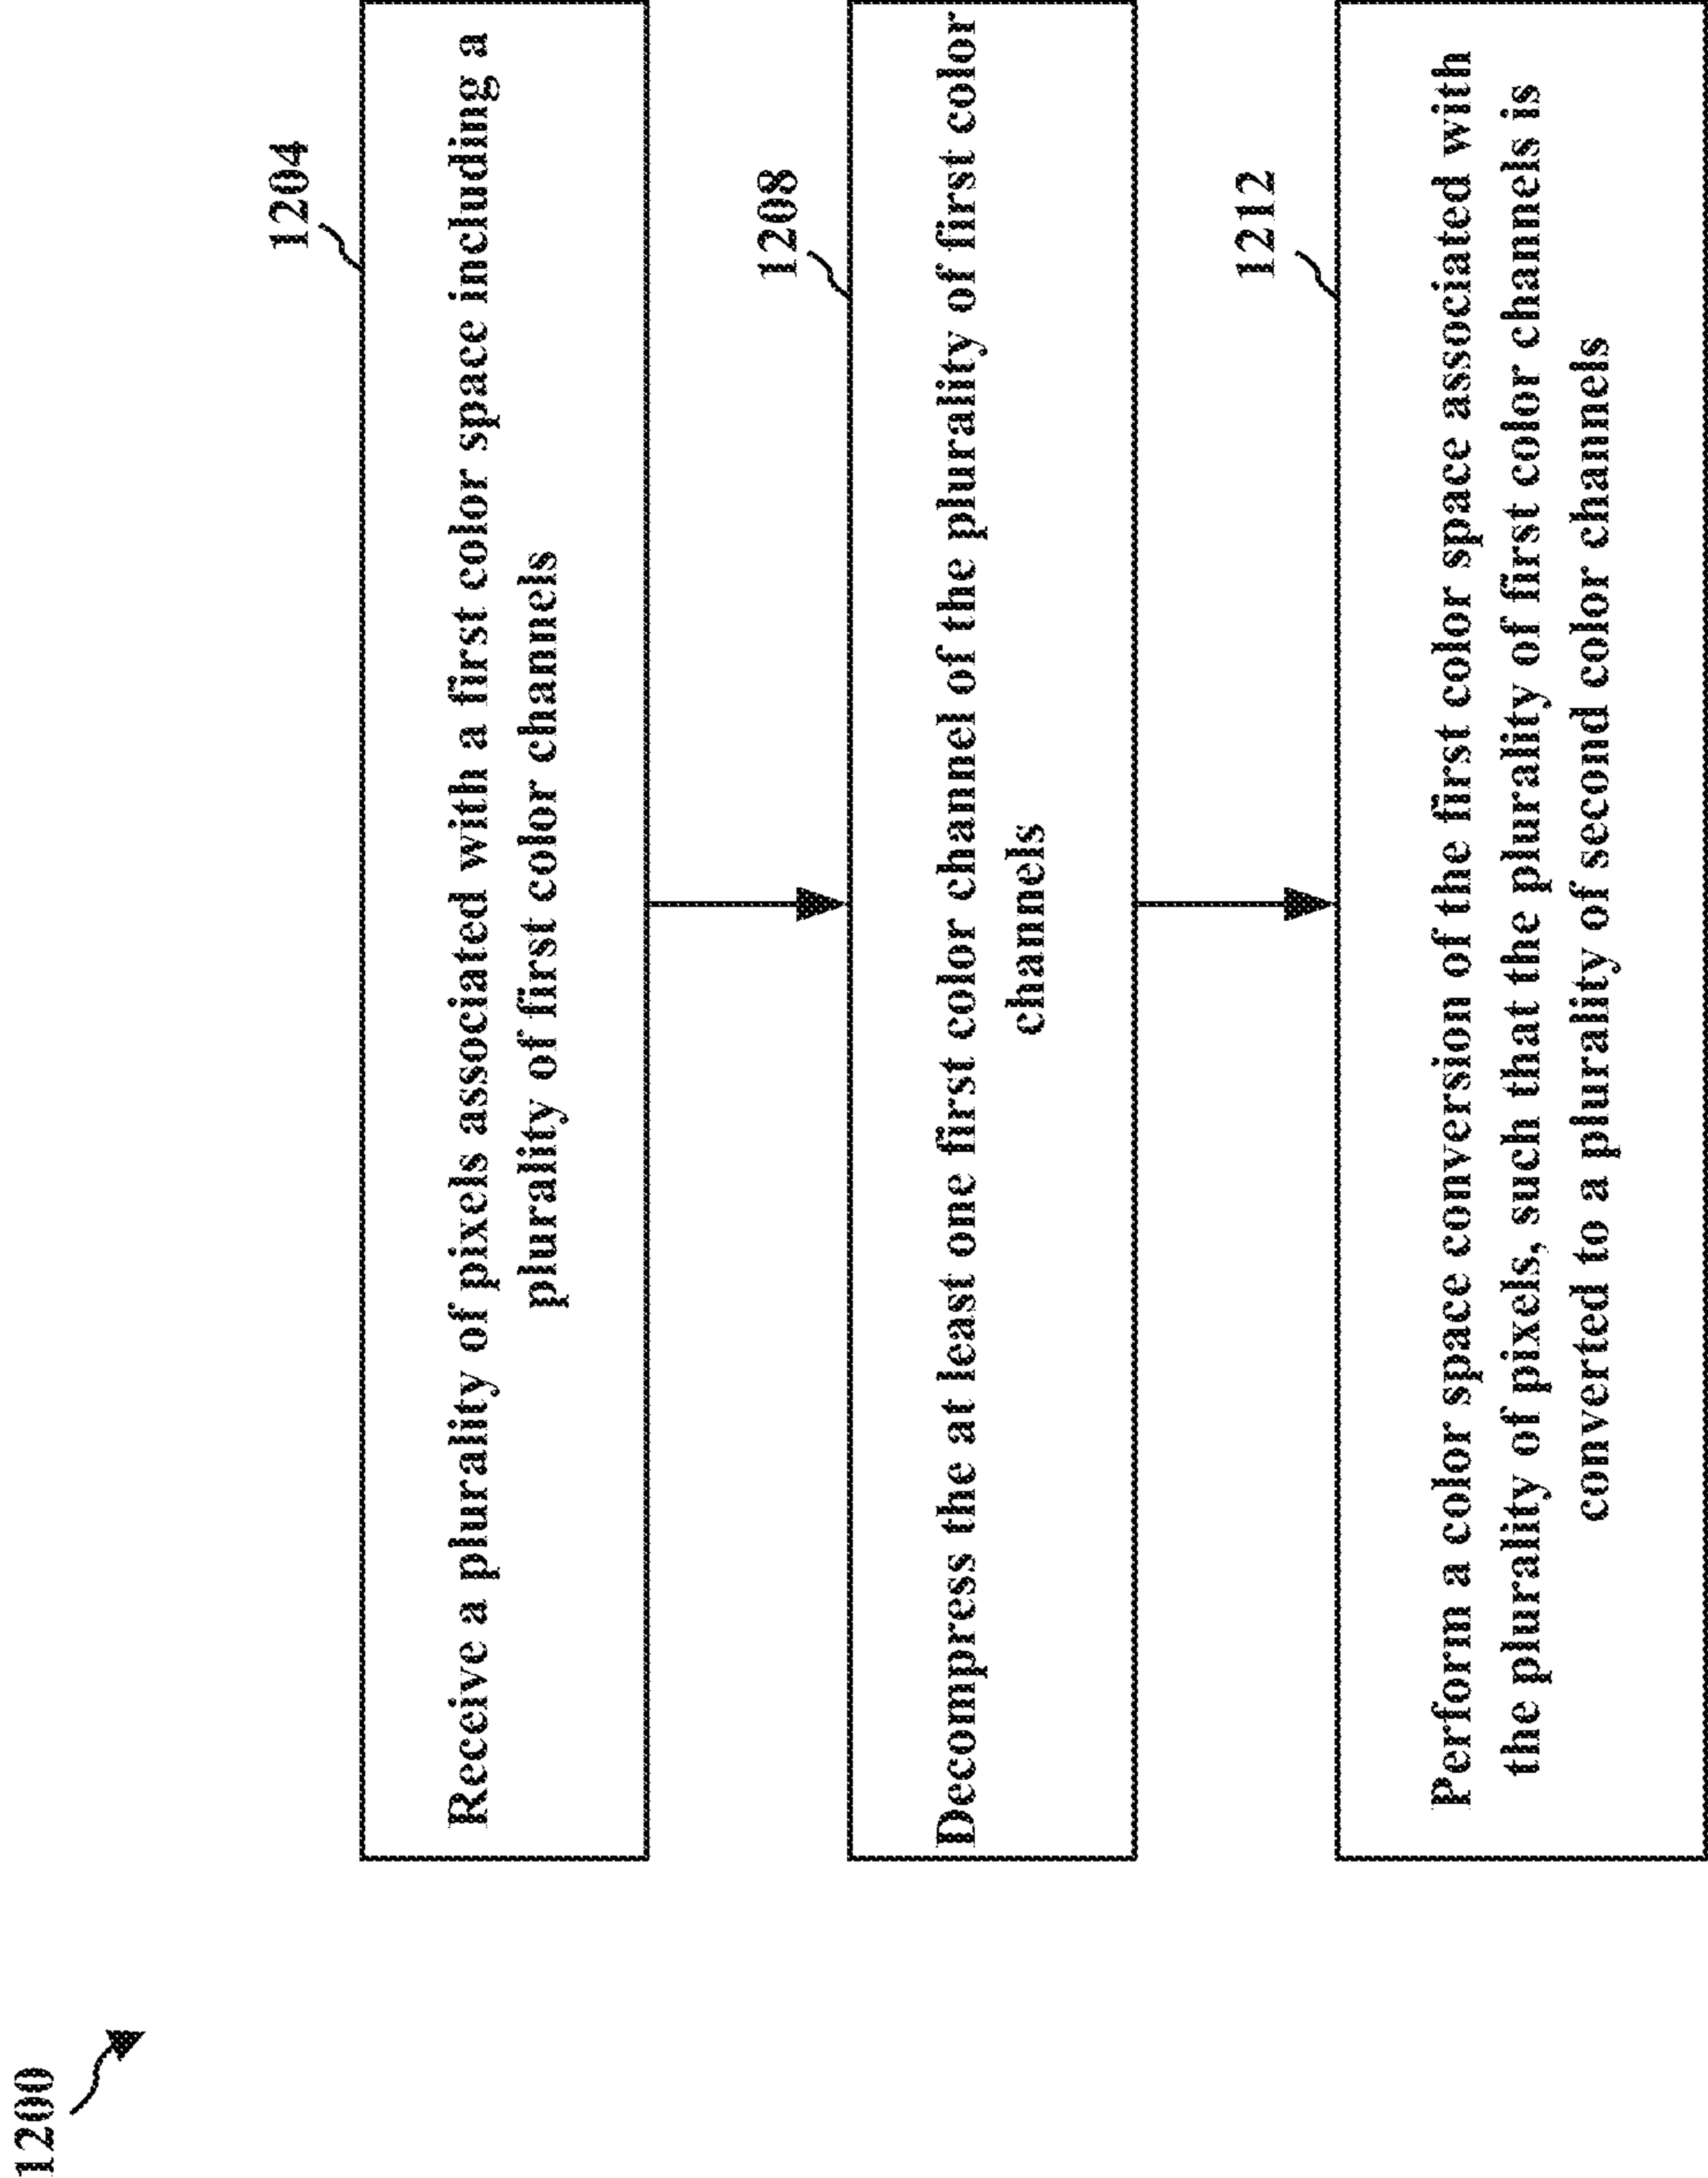 1200
1204
Receive a plurality of pixels associated with a first color space including a
plurality of first color channels
1208
Decompress the at least one first color channel of the plurality of first color
channels
1212
Perform a color space conversion of the first color space associated with
the plurality of pixels, such that the plurality of first color channels is
converted to a plurality of second color channels